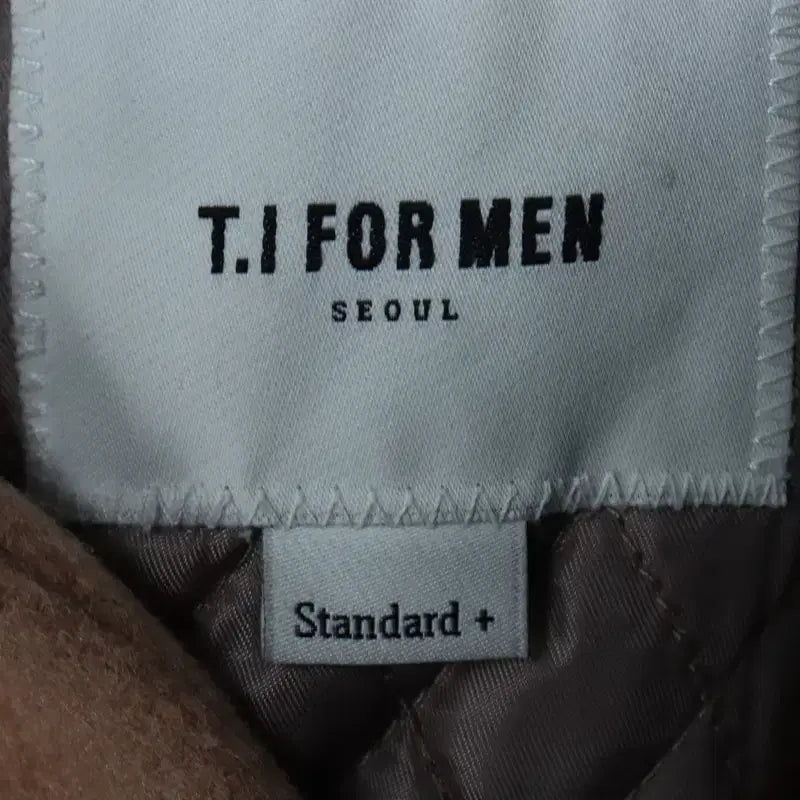 T.I FOR MEN
SEOUL
Standard +